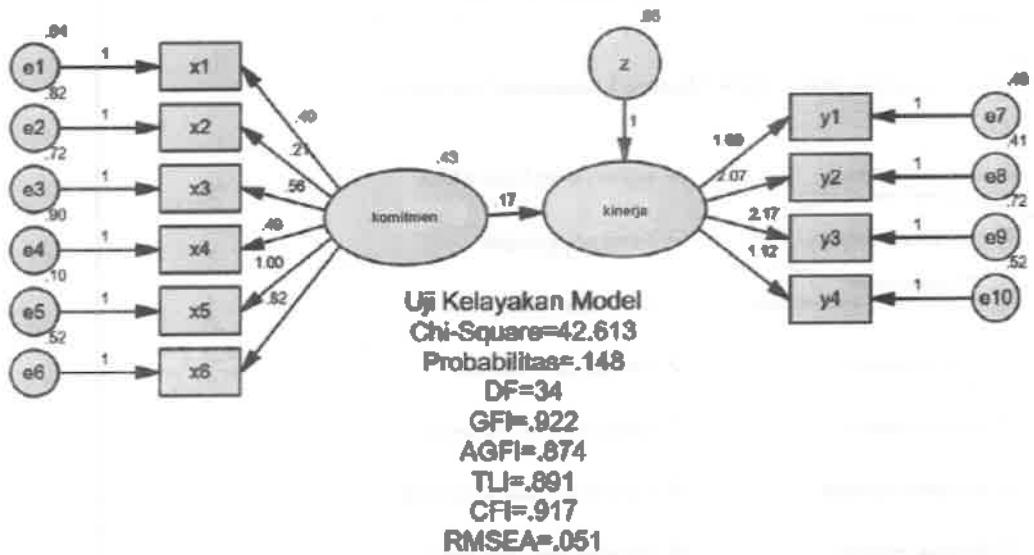 .05
z
1
.94
e1
1
x1
.82
e2
1
x2
.72
e3
1
x3
.90
e4
1
x4
.10
e5
1
x5
.52
e6
1
x6
.40
.21
.56
.49
1.00
.82
.43
komitmen
.17
kinerja
2.07
2.17
1.12
y1
1
e7
.41
y2
1
e8
.72
y3
1
e9
.52
y4
1
e10
Uji Kelayakan Model
Chi-Square=42.613
Probabilitas=.148
DF=34
GFI=.922
AGFI=.874
TLI=.891
CFI=.917
RMSEA=.051